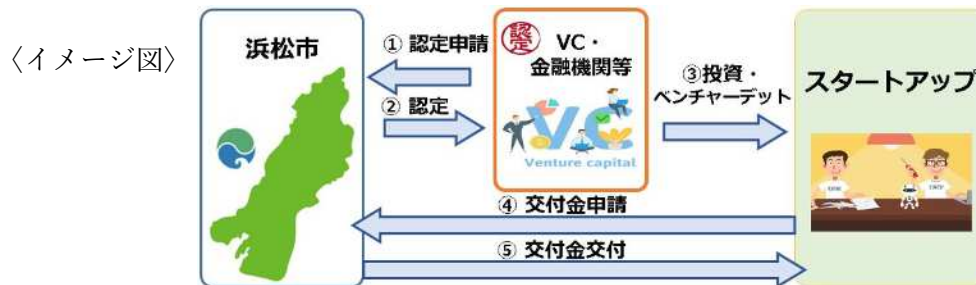 〈イメージ図〉
浜松市
① 認定申請
② 認定
認定
VC・
金融機関等
VC
Venture capital
③投資・
ベンチャーデット
スタートアップ
④ 交付金申請
⑤ 交付金交付